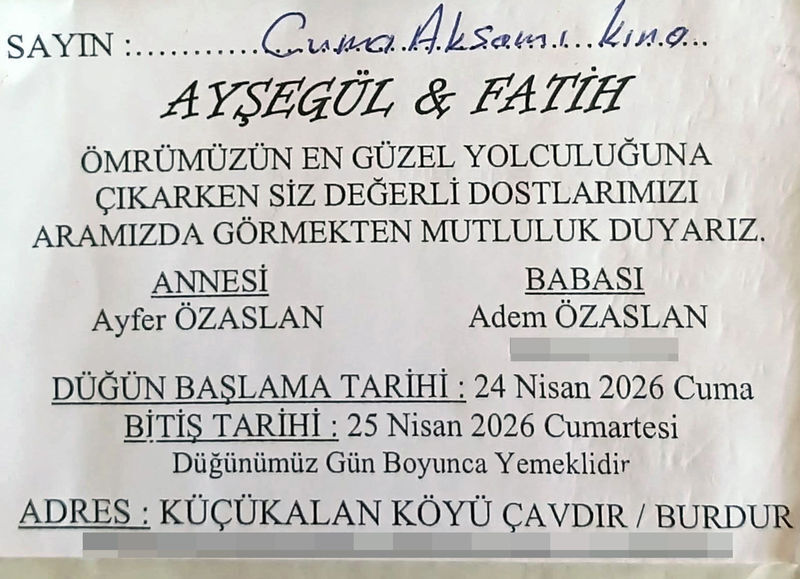 SAYIN :...........Cuma Akşamı...kına...
AYŞEGÜL & FATİH
ÖMRÜMÜZÜN EN GÜZEL YOLCULUĞUNA
ÇIKARKEN SİZ DEĞERLİ DOSTLARIMIZI
ARAMIZDA GÖRMEKTEN MUTLULUK DUYARIZ.
ANNESİ BABASI
Ayfer ÖZASLAN Adem ÖZASLAN
DÜĞÜN BAŞLAMA TARİHİ : 24 Nisan 2026 Cuma
BİTİŞ TARİHİ : 25 Nisan 2026 Cumartesi
Düğünümüz Gün Boyunca Yemeklidir
ADRES : KÜÇÜKALAN KÖYÜ ÇAVDIR / BURDUR